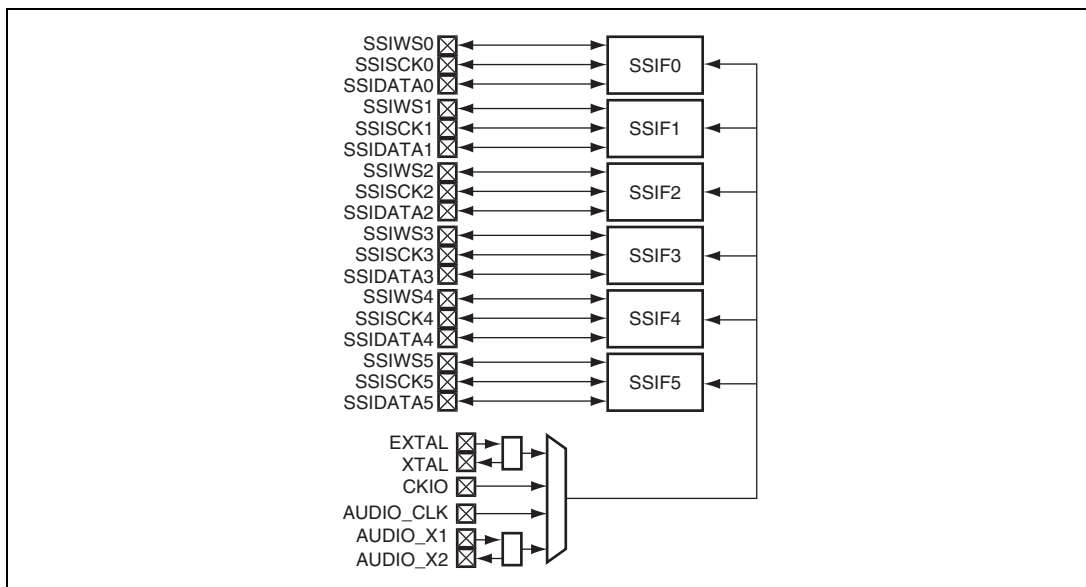 SSIWS0
SSISCK0
SSIDATA0
SSIF0
SSIWS1
SSISCK1
SSIDATA1
SSIF1
SSIWS2
SSISCK2
SSIDATA2
SSIF2
SSIWS3
SSISCK3
SSIDATA3
SSIF3
SSIWS4
SSISCK4
SSIDATA4
SSIF4
SSIWS5
SSISCK5
SSIDATA5
SSIF5
EXTAL
XTAL
CKIO
AUDIO_CLK
AUDIO_X1
AUDIO_X2